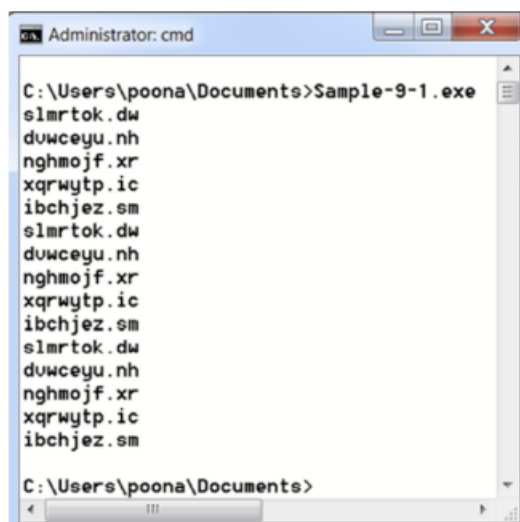 Administrator: cmd
C:\Users\poona\Documents>Sample-9-1.exe
slmrtok.dw
dvwceyu.nh
nghmojf.xr
xqrwytp.ic
ibchjez.sm
slmrtok.dw
dvwceyu.nh
nghmojf.xr
xqrwytp.ic
ibchjez.sm
slmrtok.dw
dvwceyu.nh
nghmojf.xr
xqrwytp.ic
ibchjez.sm
C:\Users\poona\Documents>